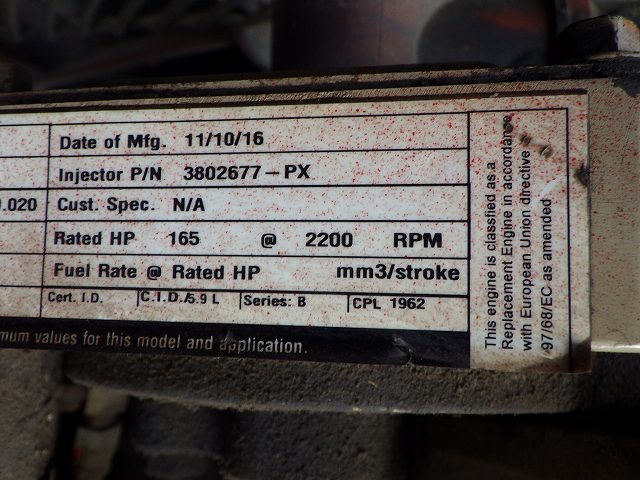 Date of Mfg. 11/10/16
Injector P/N 3802677-PX
.020 Cust. Spec. N/A
Rated HP 165 @ 2200 RPM
Fuel Rate @ Rated HP mm3/stroke
Cert. I.D. C.I.D./5.9 L Series: B CPL 1962
mum values for this model and application.
This engine is classfied as a
Replacement Engine in accordance
with European Union directive
97/68/EC as amended